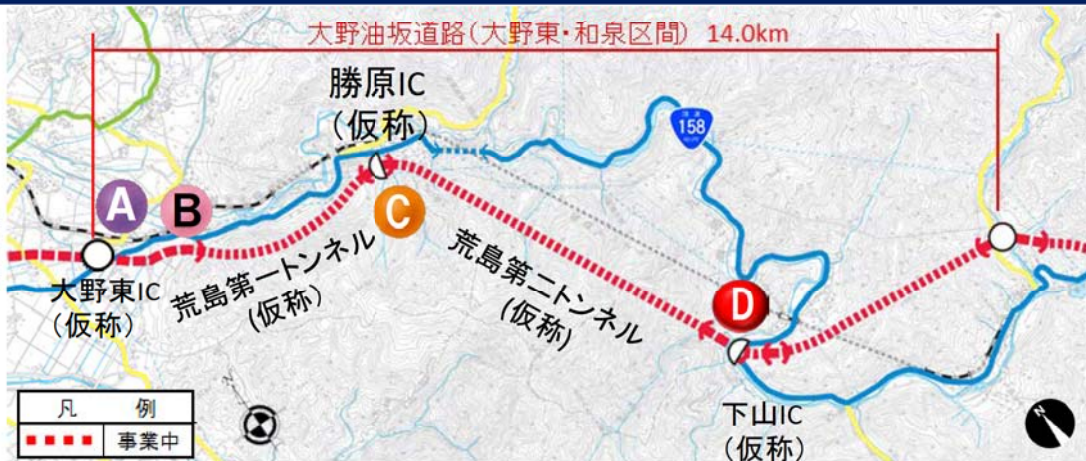 大野油坂道路(大野東・和泉区間) 14.0km
勝原IC
(仮称)
158
A
B
C
D
大野東IC
(仮称)
荒島第一トンネル
(仮称)
荒島第二トンネル
(仮称)
下山IC
(仮称)
凡 例
事業中
N